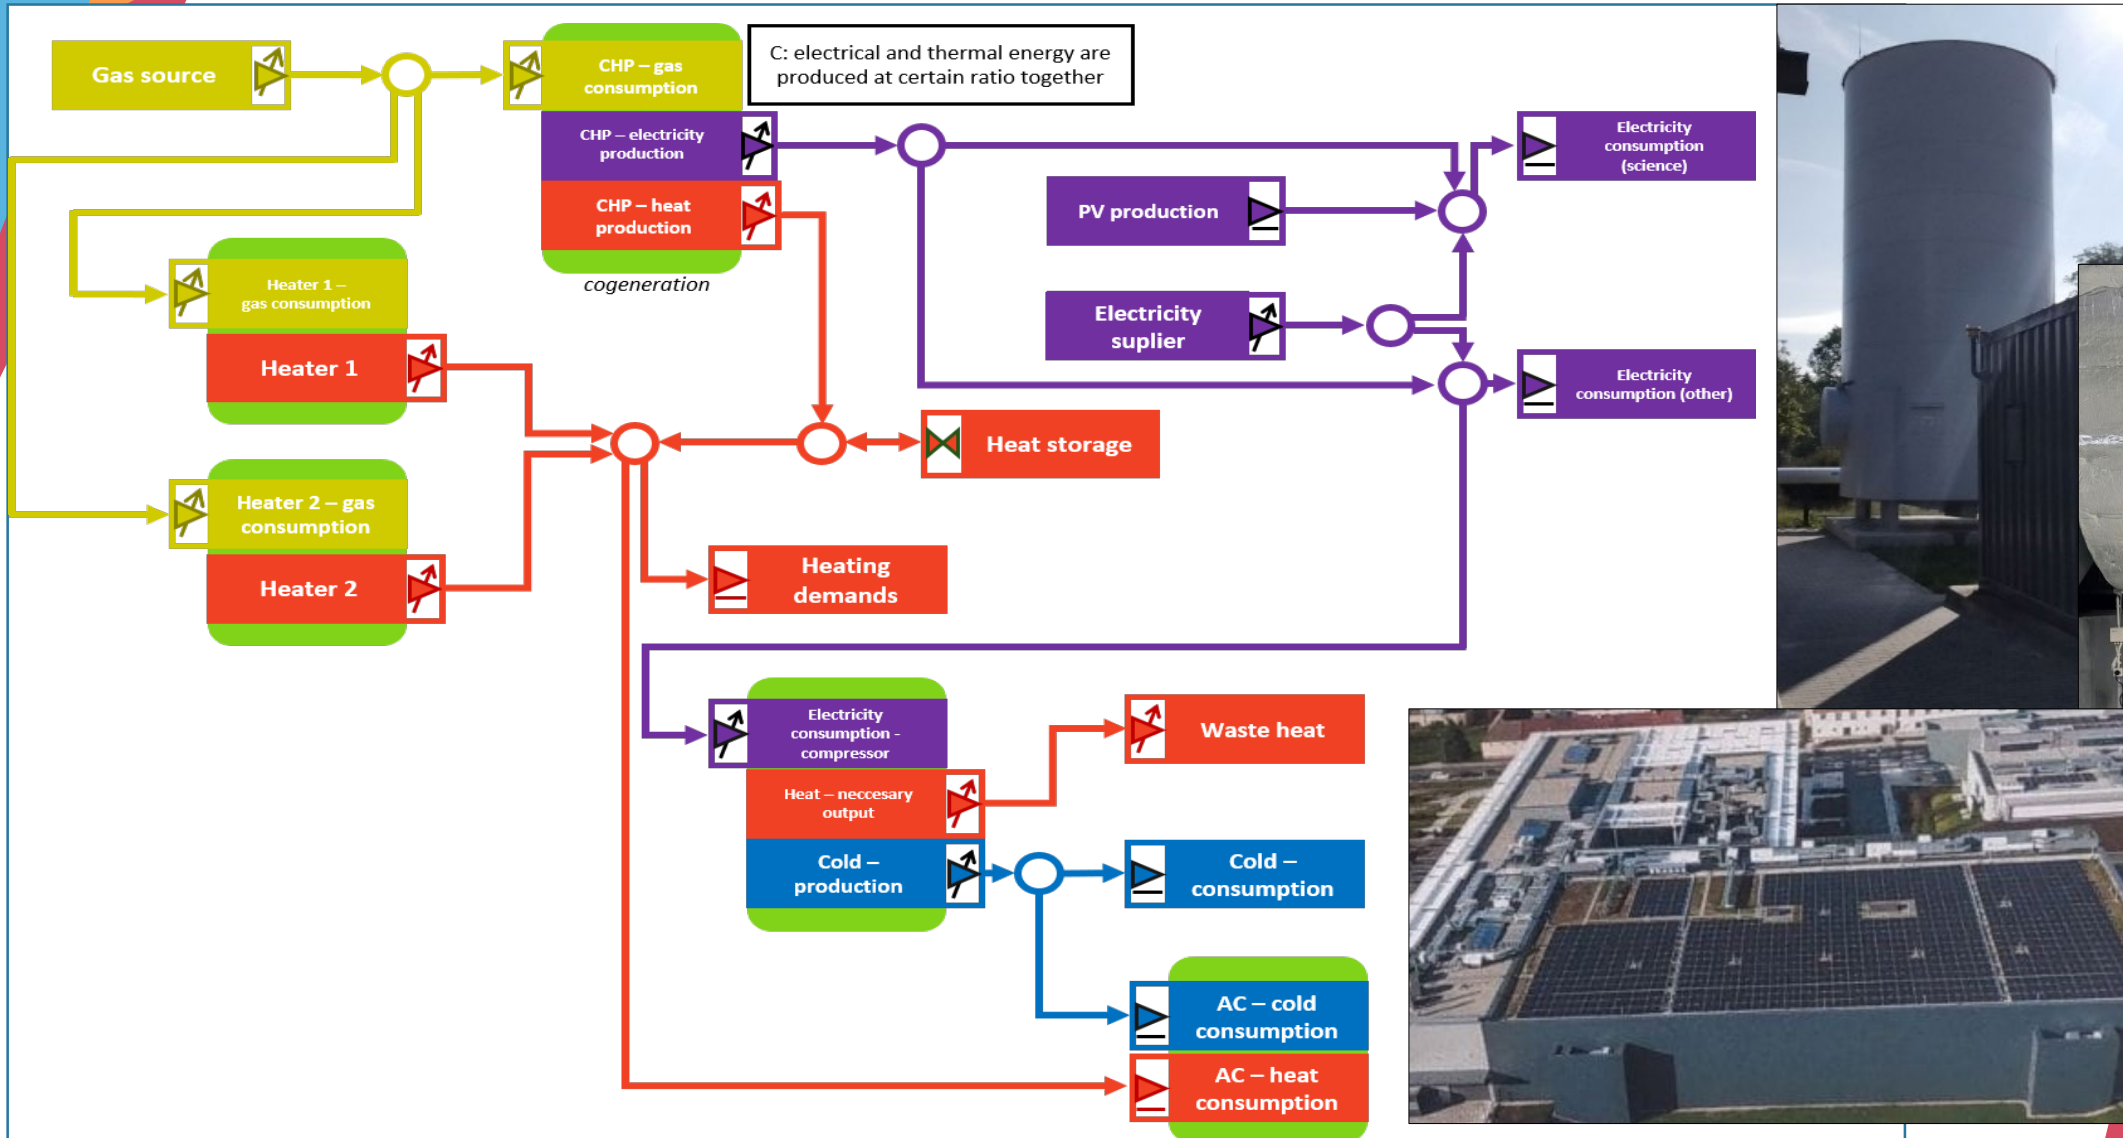 Gas source
CHP – gas
consumption
C: electrical and thermal energy are
produced at certain ratio together
CHP – electricity
production
CHP – heat
production
cogeneration
Electricity
consumption
(science)
PV production
Electricity
suplier
Electricity
consumption (other)
Heater 1 –
gas consumption
Heater 1
Heat storage
Heater 2 – gas
consumption
Heater 2
Heating
demands
Electricity
consumption -
compressor
Waste heat
Heat – neccesary
output
Cold –
production
Cold –
consumption
AC – cold
consumption
AC – heat
consumption